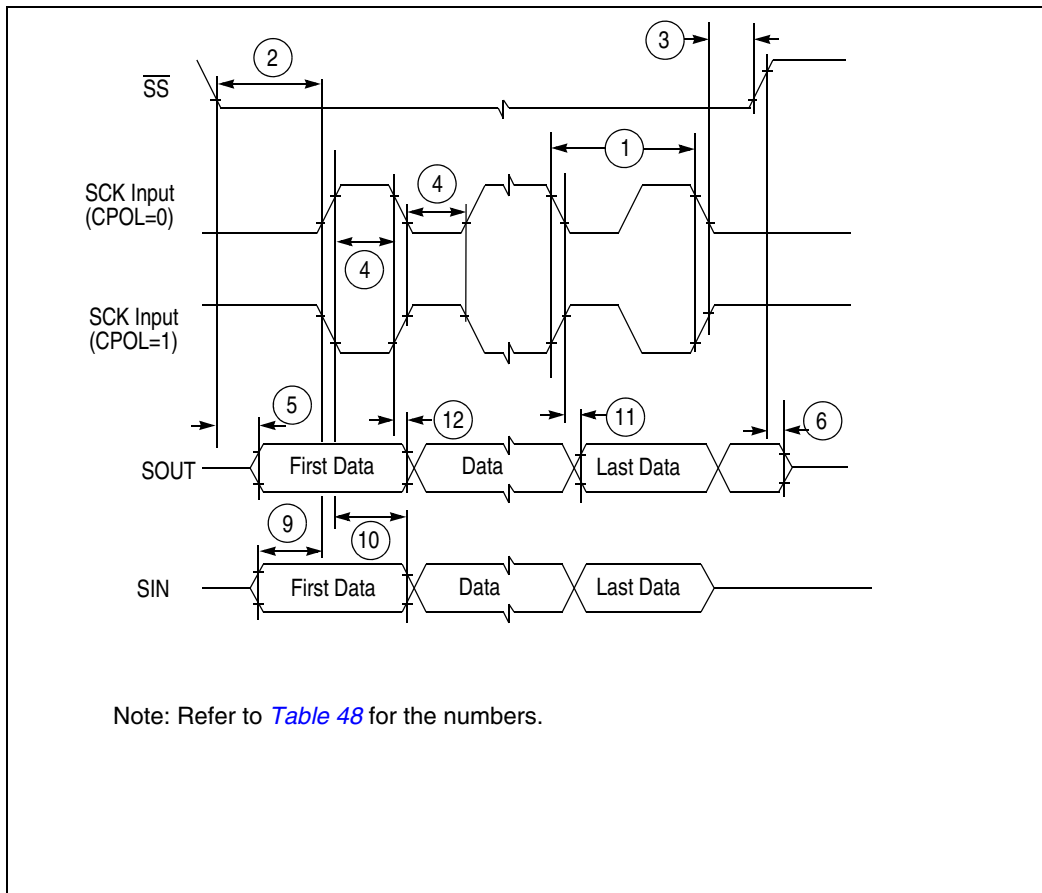 3
2
SS
1
SCK Input
(CPOL=0)
4
4
SCK Input
(CPOL=1)
5
12
11
6
SOUT
First Data
Data
Last Data
9
10
SIN
First Data
Data
Last Data
Note: Refer to Table 48 for the numbers.